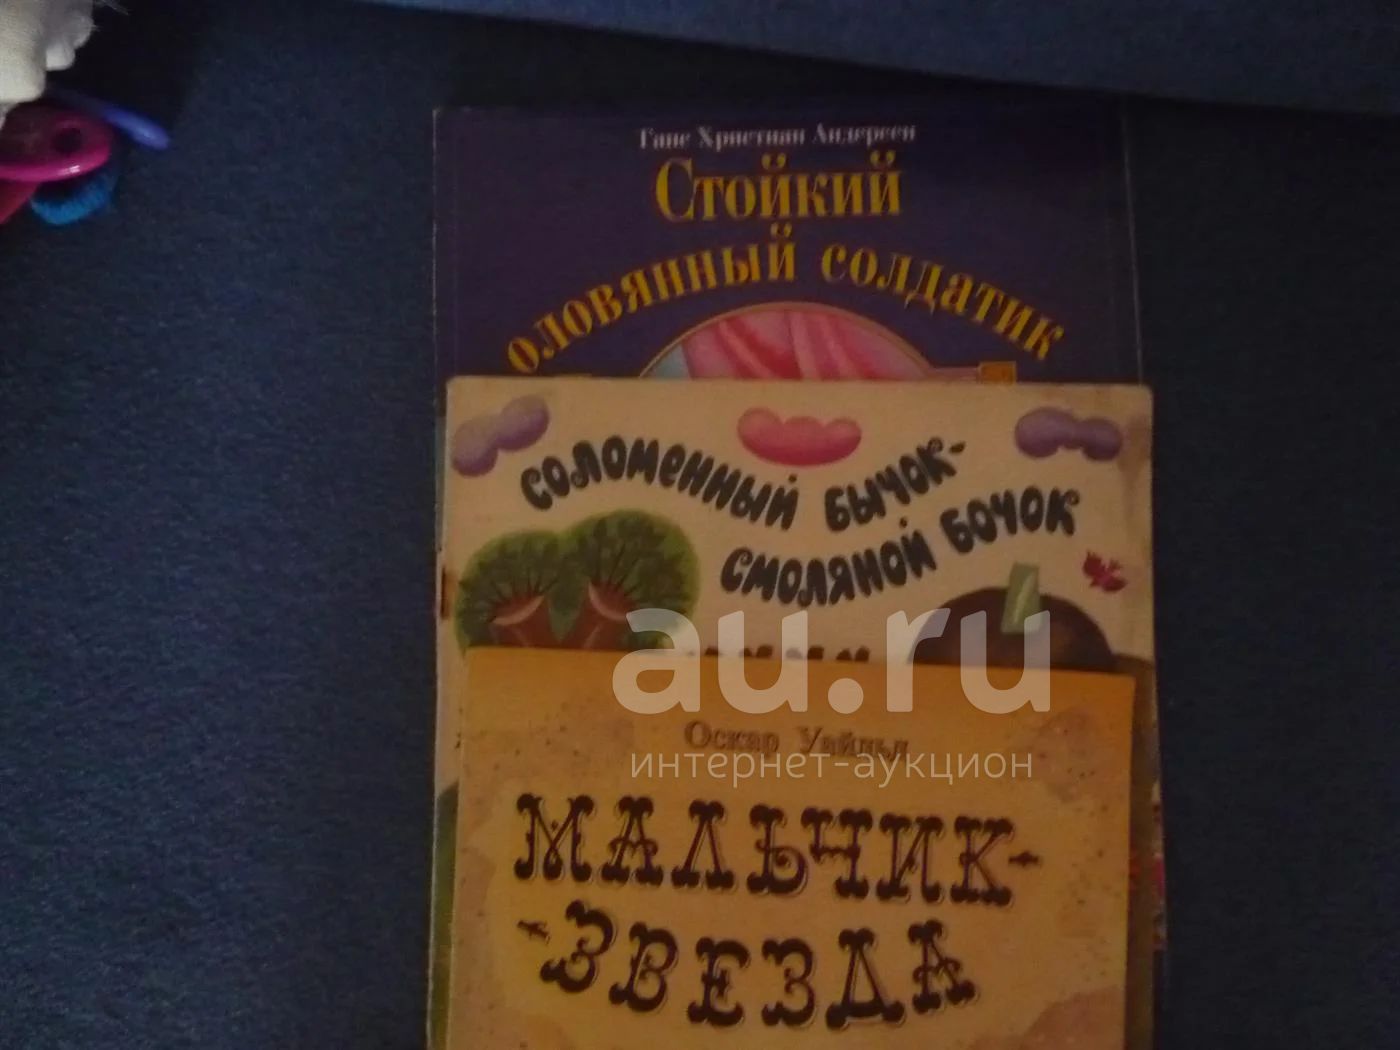 Ганс Христиан Андерсен
Стойкий
оловянный солдатик
СОЛОМЕННЫЙ БЫЧОК-
СМОЛЯНОЙ БОЧОК
au.ru
Оскар Уайльд
интернет-аукцион
МАЛЬЧИК-
-ЗВЕЗДА